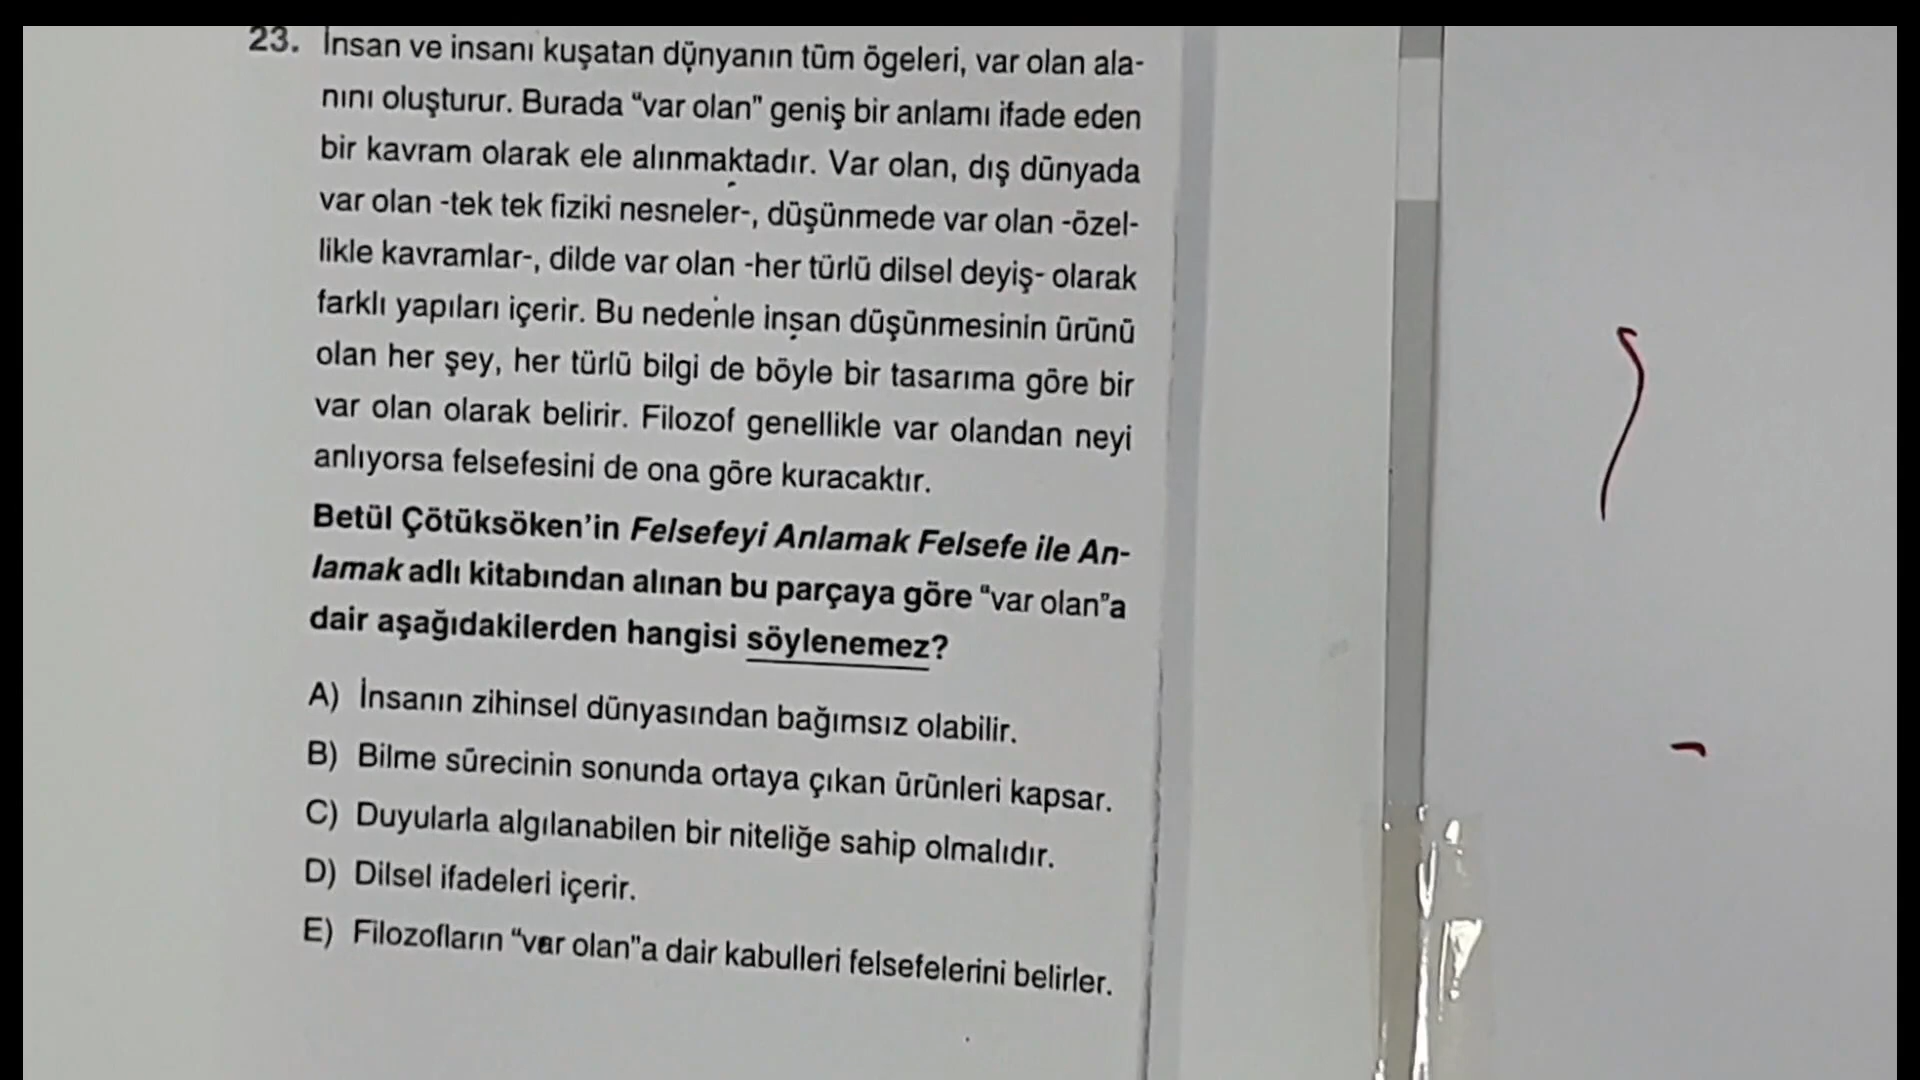 23. İnsan ve insanı kuşatan dünyanın tüm ögeleri, var olan ala-
nını oluşturur. Burada “var olan” geniş bir anlamı ifade eden
bir kavram olarak ele alınmaktadır. Var olan, dış dünyada
var olan -tek tek fiziki nesneler-, düşünmede var olan -özel-
likle kavramlar-, dilde var olan -her türlü dilsel deyiş- olarak
farklı yapıları içerir. Bu nedenle insan düşünmesinin ürünü
olan her şey, her türlü bilgi de böyle bir tasarıma göre bir
var olan olarak belirir. Filozof genellikle var olandan neyi
anlıyorsa felsefesini de ona göre kuracaktır.
Betül Çötüksöken’in Felsefeyi Anlamak Felsefe ile An-
lamak adlı kitabından alınan bu parçaya göre “var olan”a
dair aşağıdakilerden hangisi söylenemez?
A) İnsanın zihinsel dünyasından bağımsız olabilir.
B) Bilme sürecinin sonunda ortaya çıkan ürünleri kapsar.
C) Duyularla algılanabilen bir niteliğe sahip olmalıdır.
D) Dilsel ifadeleri içerir.
E) Filozofların “var olan”a dair kabulleri felsefelerini belirler.